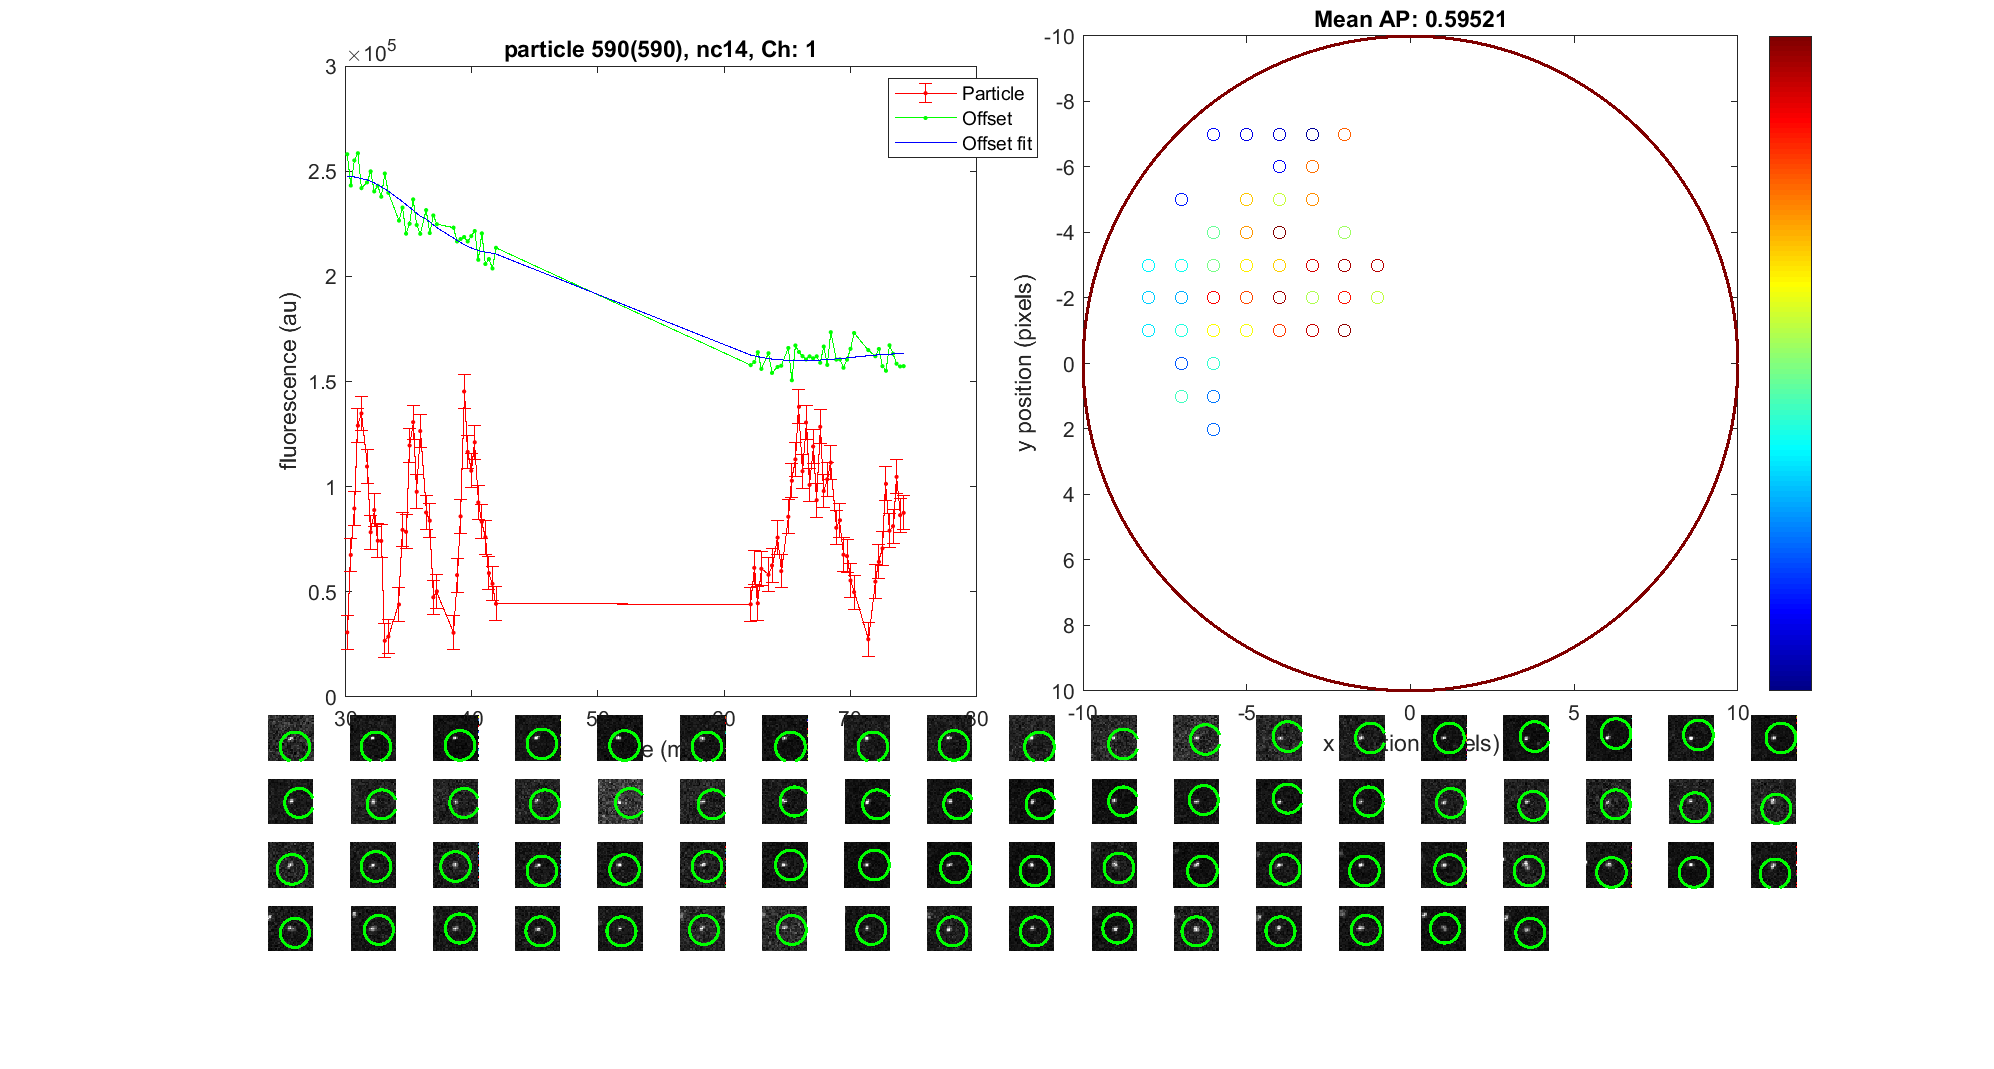 particle 590(590), nc14, Ch: 1
×10^5
3
2.5
2
1.5
1
0.5
0
fluorescence (au)
Particle
Offset
Offset fit
30 40 50 60 70 80
Mean AP: 0.59521
-10
-8
-6
-4
-2
0
2
4
6
8
10
y position (pixels)
-10 -5 0 5 10